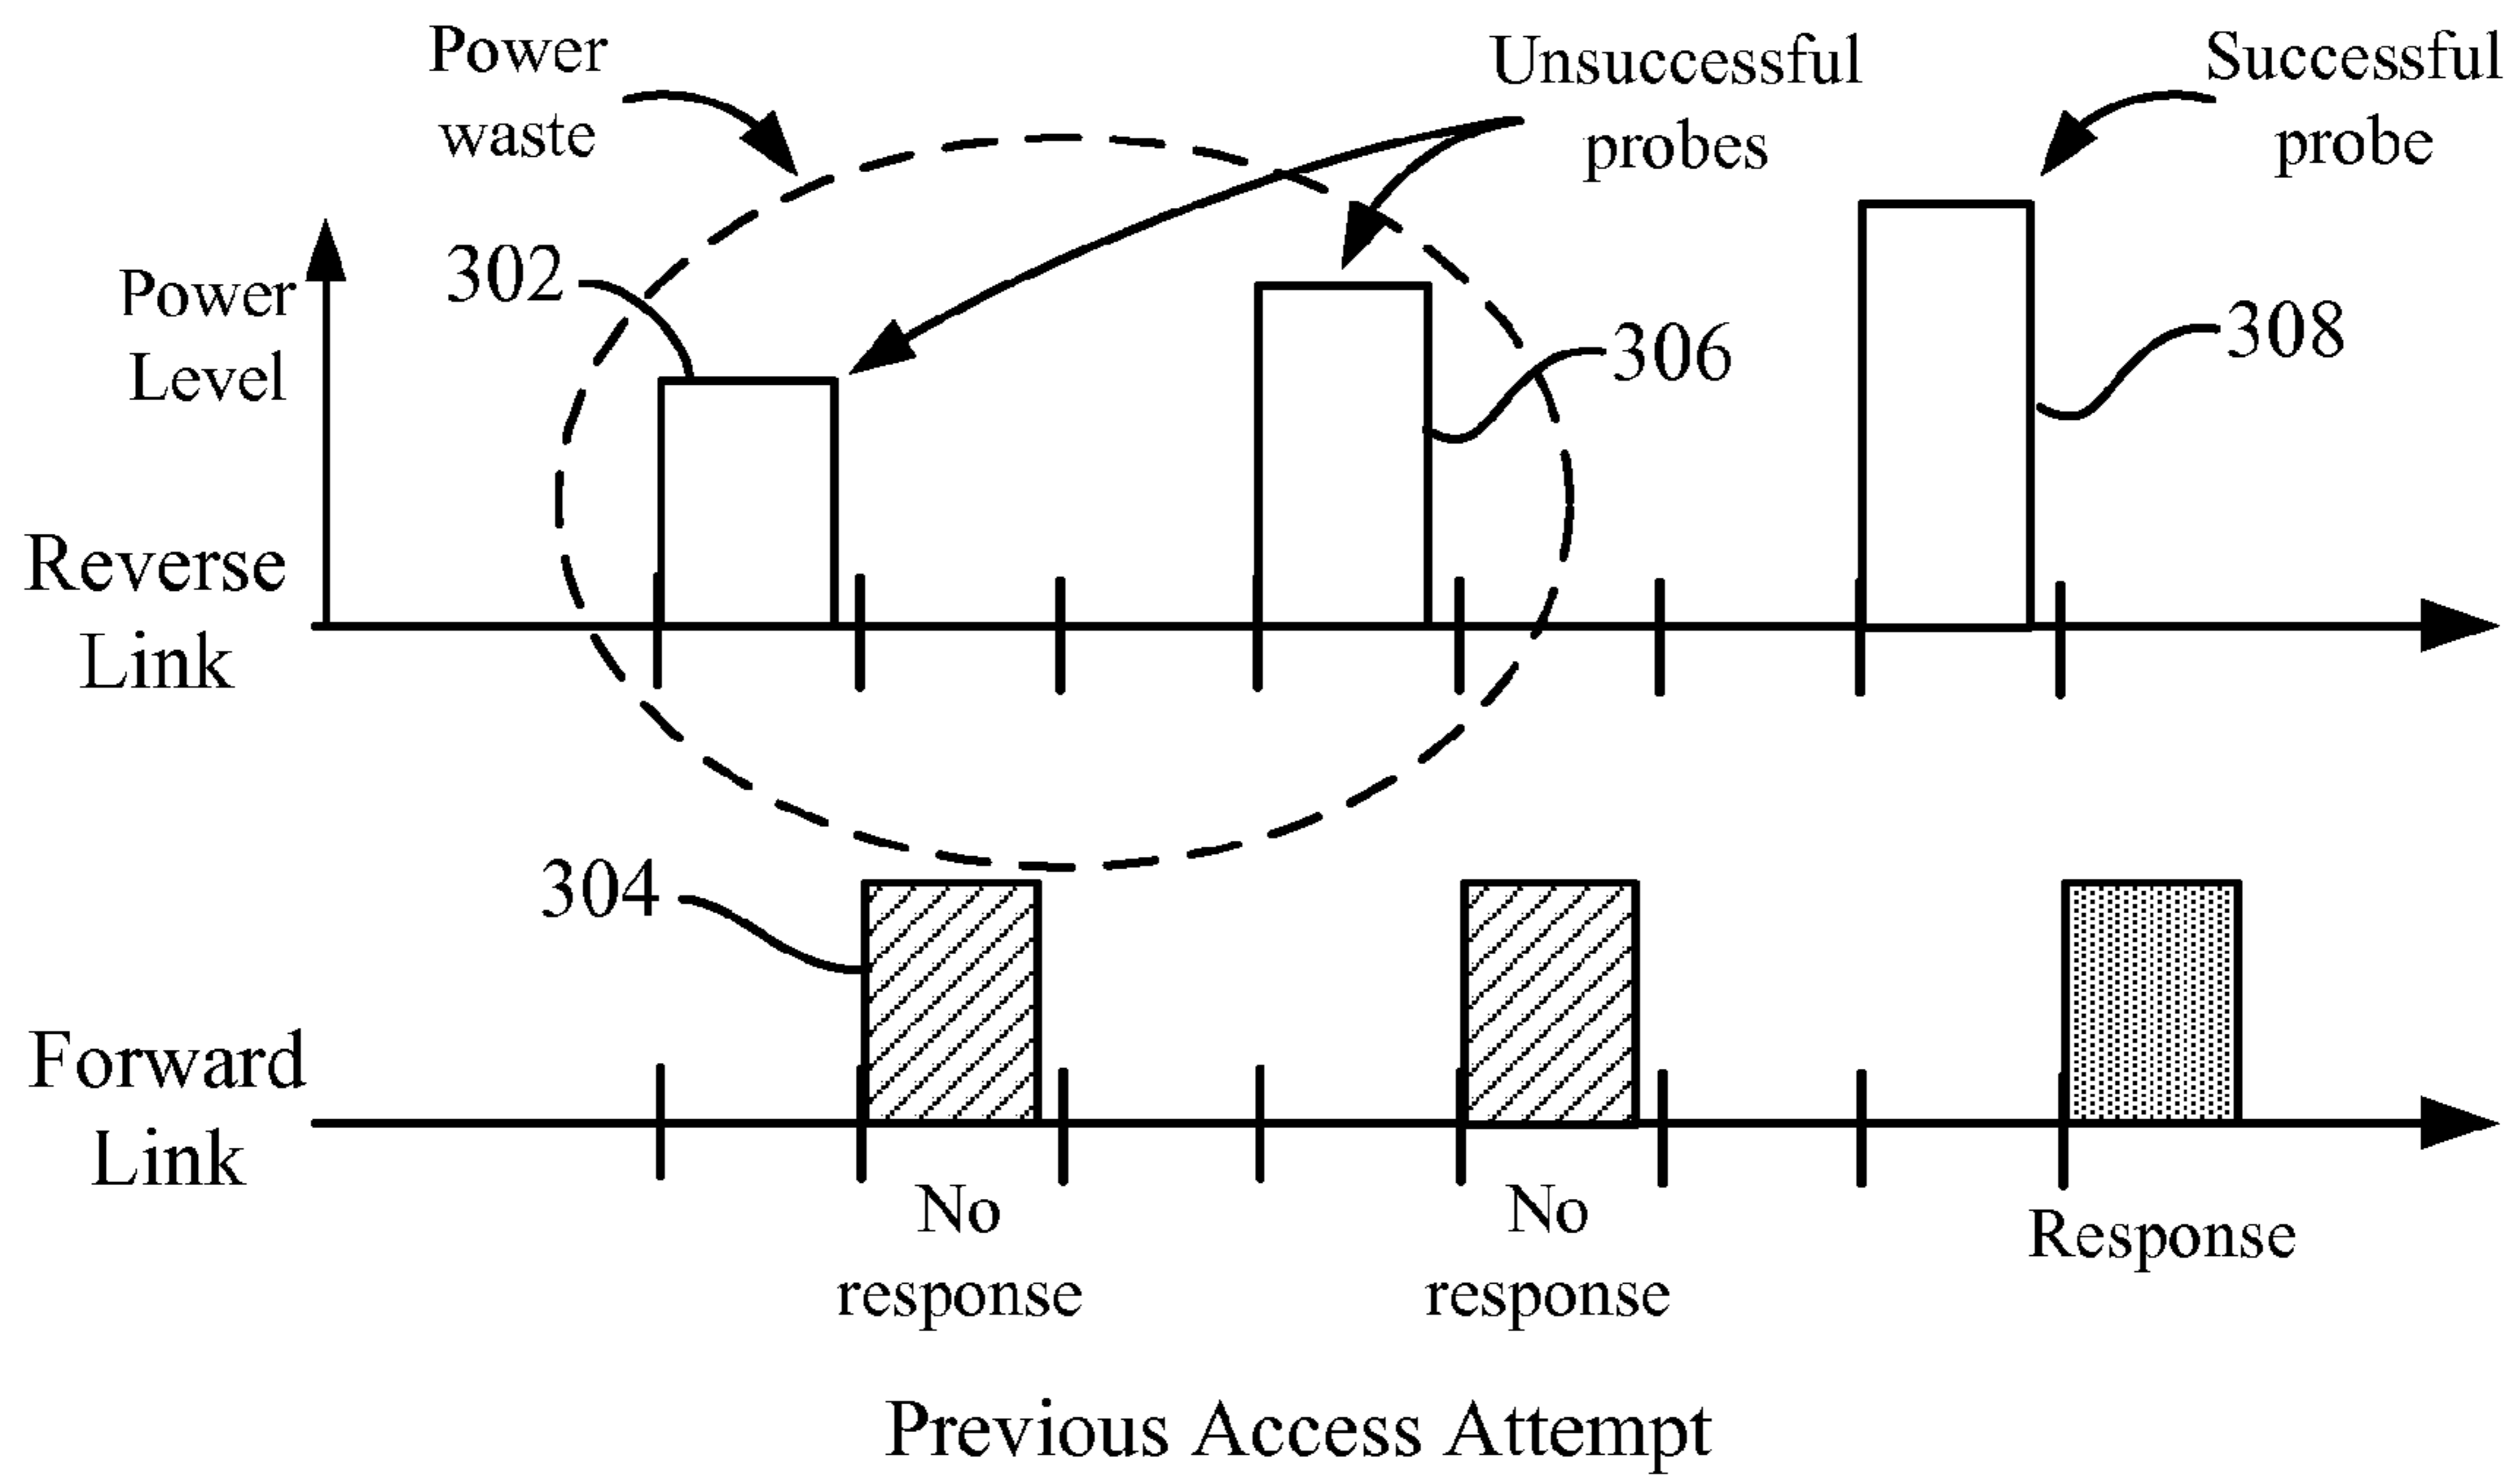 Power
waste
Unsuccessful
probes
Successful
probe
302
Power
Level
306
308
Reverse
Link
304
Forward
Link
No
response
No
response
Response
Previous Access Attempt